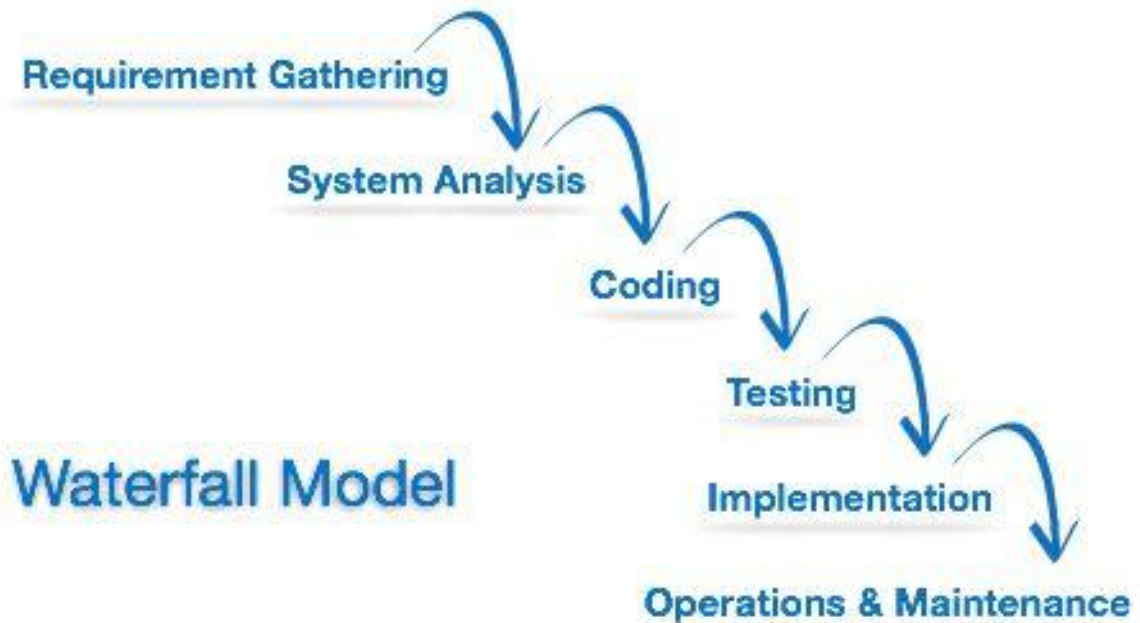 Requirement Gathering
System Analysis
Coding
Testing
Waterfall Model
Implementation
Operations & Maintenance